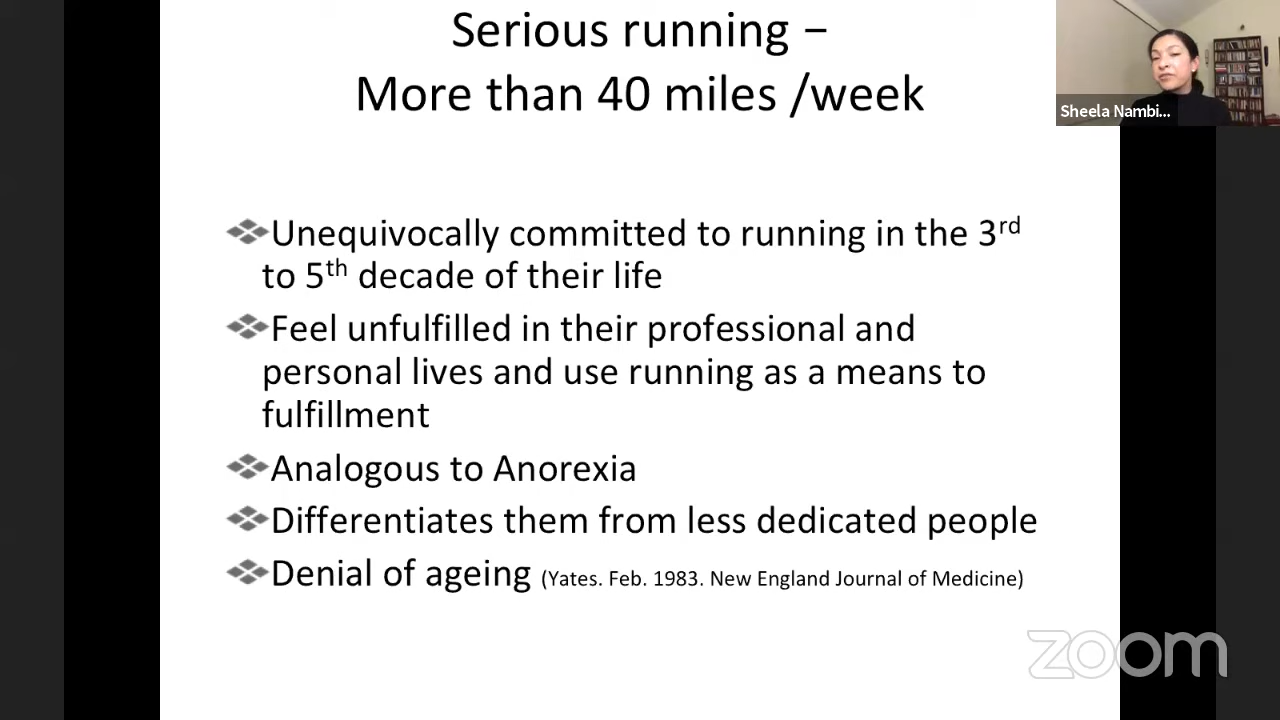 Serious running –
More than 40 miles /week
Sheela Nambi...
Unequivocally committed to running in the 3rd
to 5th decade of their life
Feel unfulfilled in their professional and
personal lives and use running as a means to
fulfillment
Analogous to Anorexia
Differentiates them from less dedicated people
Denial of ageing (Yates. Feb. 1983. New England Journal of Medicine)
zoom